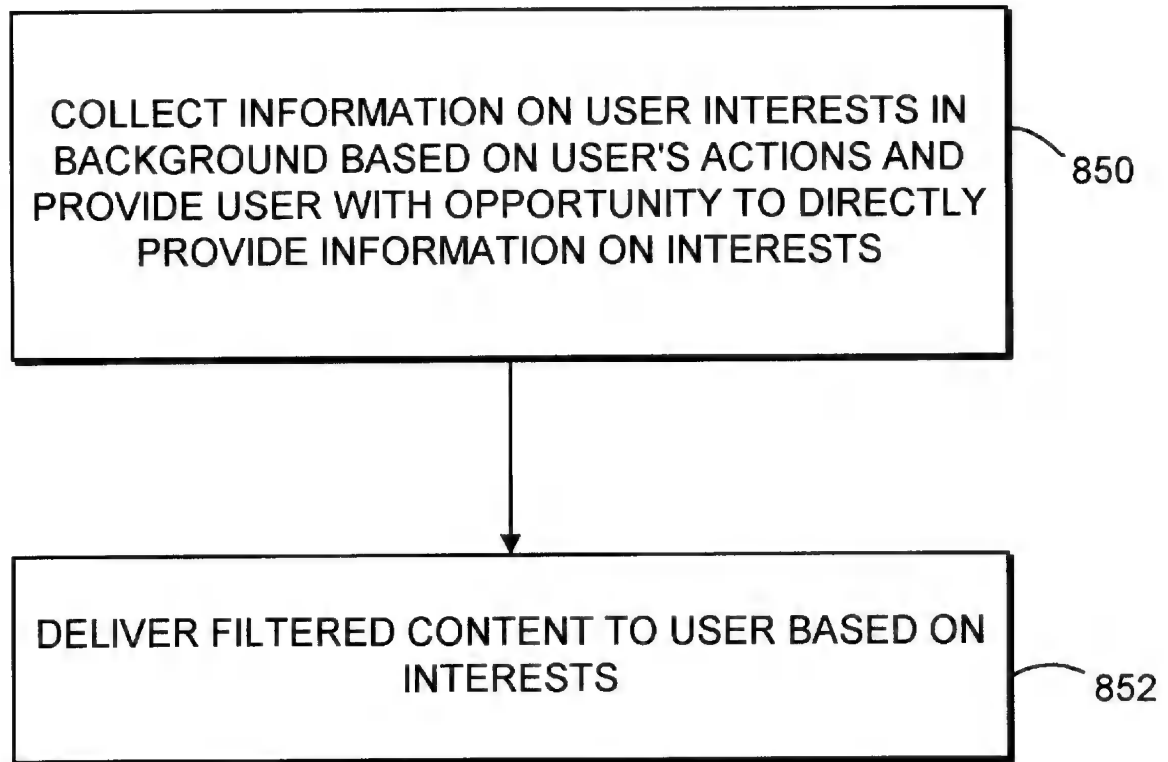 COLLECT INFORMATION ON USER INTERESTS IN
BACKGROUND BASED ON USER'S ACTIONS AND
PROVIDE USER WITH OPPORTUNITY TO DIRECTLY
PROVIDE INFORMATION ON INTERESTS
850
DELIVER FILTERED CONTENT TO USER BASED ON
INTERESTS
852